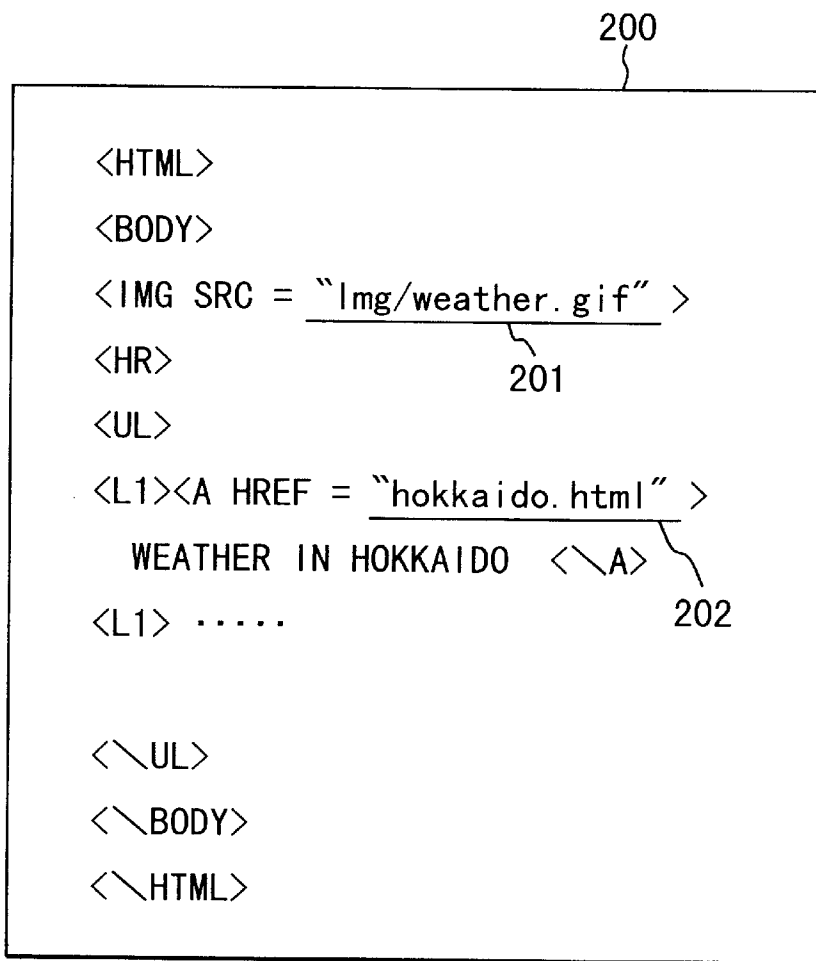 200
<HTML>
<BODY>
<IMG SRC = "Img/weather.gif" >
201
<HR>
<UL>
<L1><A HREF = "hokkaido.html" >
WEATHER IN HOKKAIDO <\A>
202
<L1> ·····
<\UL>
<\BODY>
<\HTML>